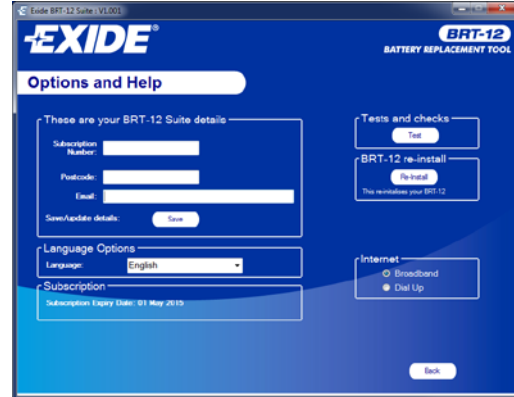 Exide BRT-12 Suite : V1.001
EXIDE®
BRT-12
BATTERY REPLACEMENT TOOL
Options and Help
These are your BRT-12 Suite details
Subscription
Number:
Postcode:
Email:
Save/update details:
Save
Language Options
Language:
English
Subscription
Subscription Expiry Date: 01 May 2015
Tests and checks
Test
BRT-12 re-install
Re-Install
This reinitalises your BRT-12
Internet
Broadband
Dial Up
Back